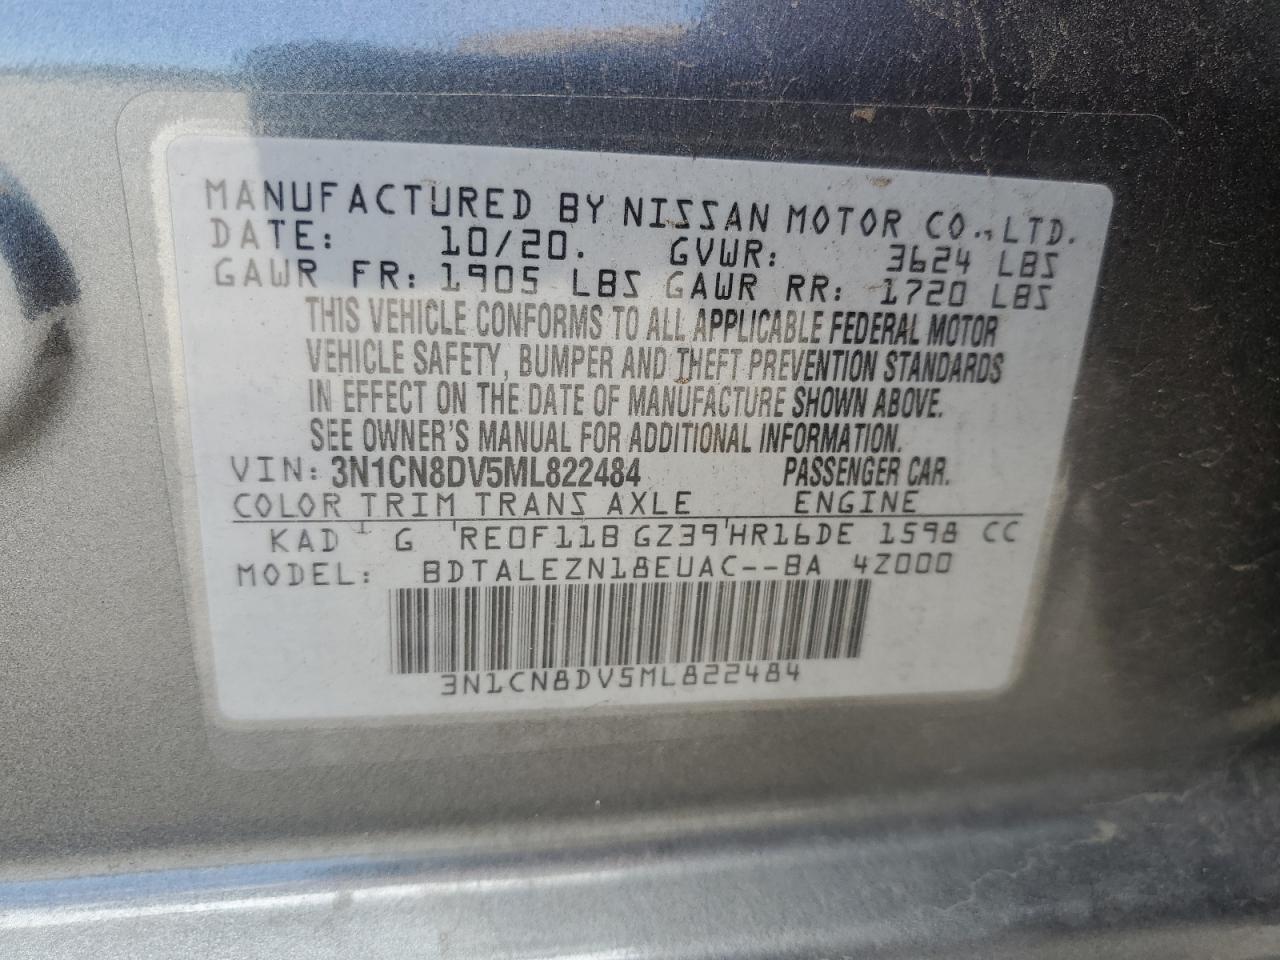 MANUFACTURED BY NISSAN MOTOR CO., LTD.
DATE: 10/20. GVWR: 3624 LBS
GAWR FR: 1905 LBS GAWR RR: 1720 LBS
THIS VEHICLE CONFORMS TO ALL APPLICABLE FEDERAL MOTOR
VEHICLE SAFETY, BUMPER AND THEFT PREVENTION STANDARDS
IN EFFECT ON THE DATE OF MANUFACTURE SHOWN ABOVE.
SEE OWNER'S MANUAL FOR ADDITIONAL INFORMATION.
VIN: 3N1CN8DV5ML822484 PASSENGER CAR.
COLOR TRIM TRANS AXLE ENGINE
KAD G RE0F11B GZ39 HR16DE 1598 CC
MODEL: BDTALEZN18EUAC--BA 4Z000
3N1CN8DV5ML822484